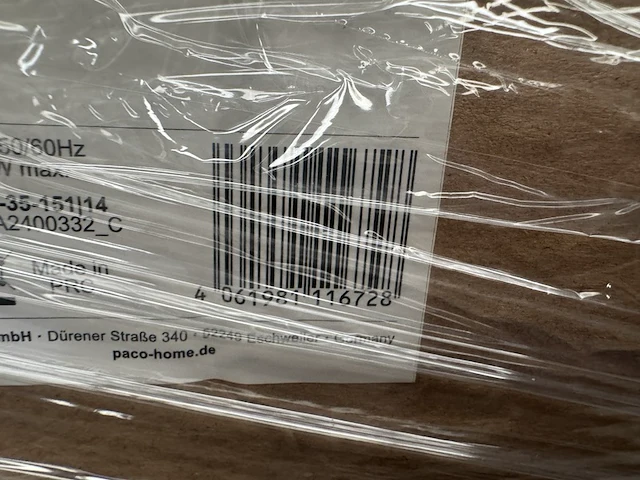 50/60Hz
W max.
-35-151|14
A2400332_C
Made in
PRC
4 061981 116728
mbH · Dürener Straße 340 · 52249 Eschweiler · Germany
paco-home.de